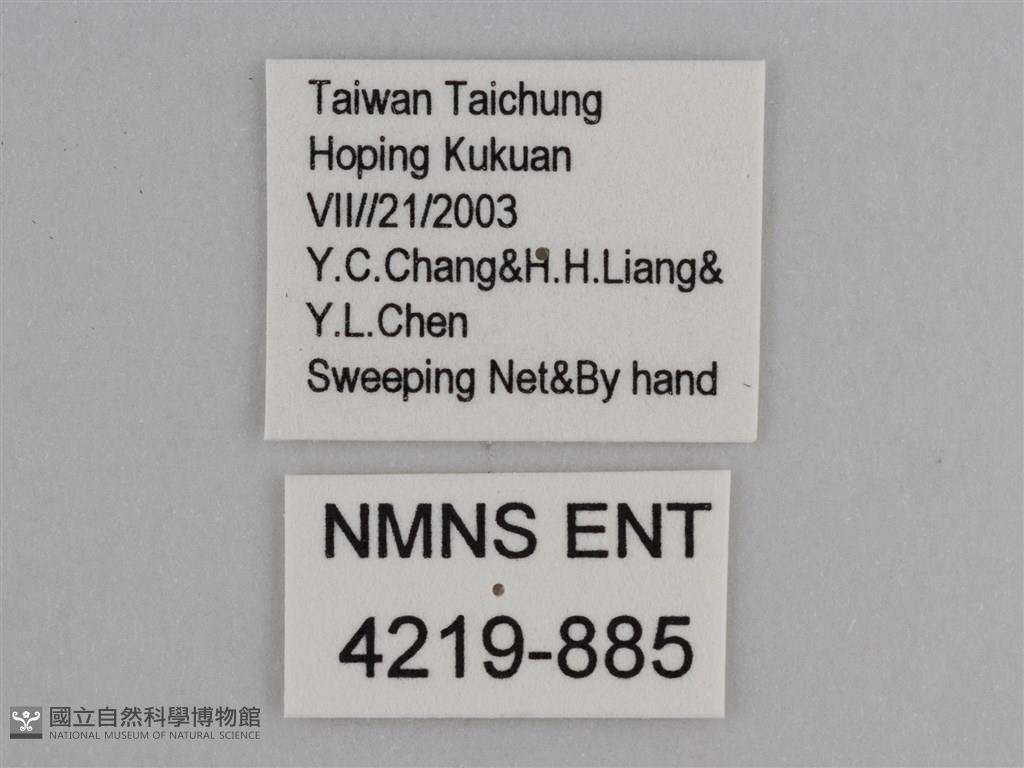 Taiwan Taichung
Hoping Kukuan
VII//21/2003
Y.C.Chang&H.H.Liang&
Y.L.Chen
Sweeping Net&By hand
NMNS ENT
4219-885
國立自然科學博物館
NATIONAL MUSEUM OF NATURAL SCIENCE